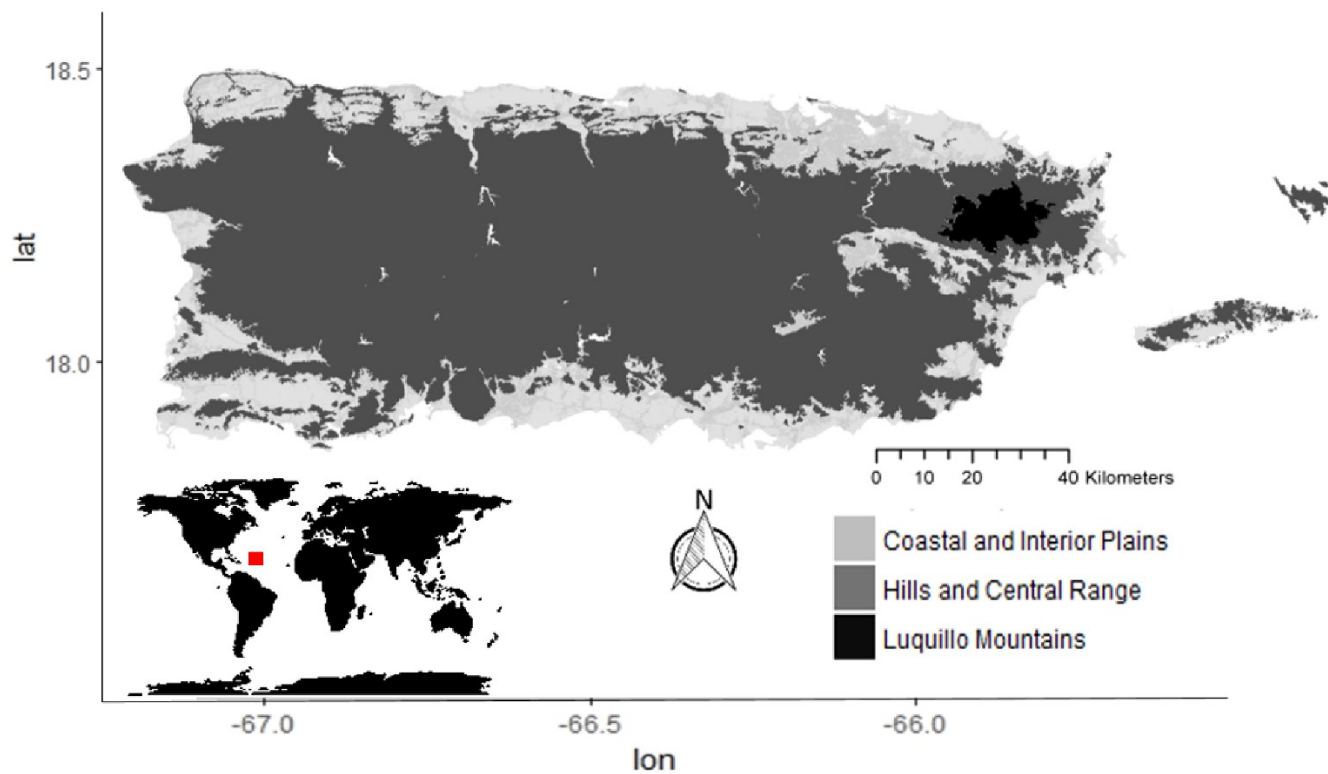 18.5
lat
18.0
0 10 20 40 Kilometers
N
Coastal and Interior Plains
Hills and Central Range
Luquillo Mountains
-67.0 -66.5 -66.0
lon